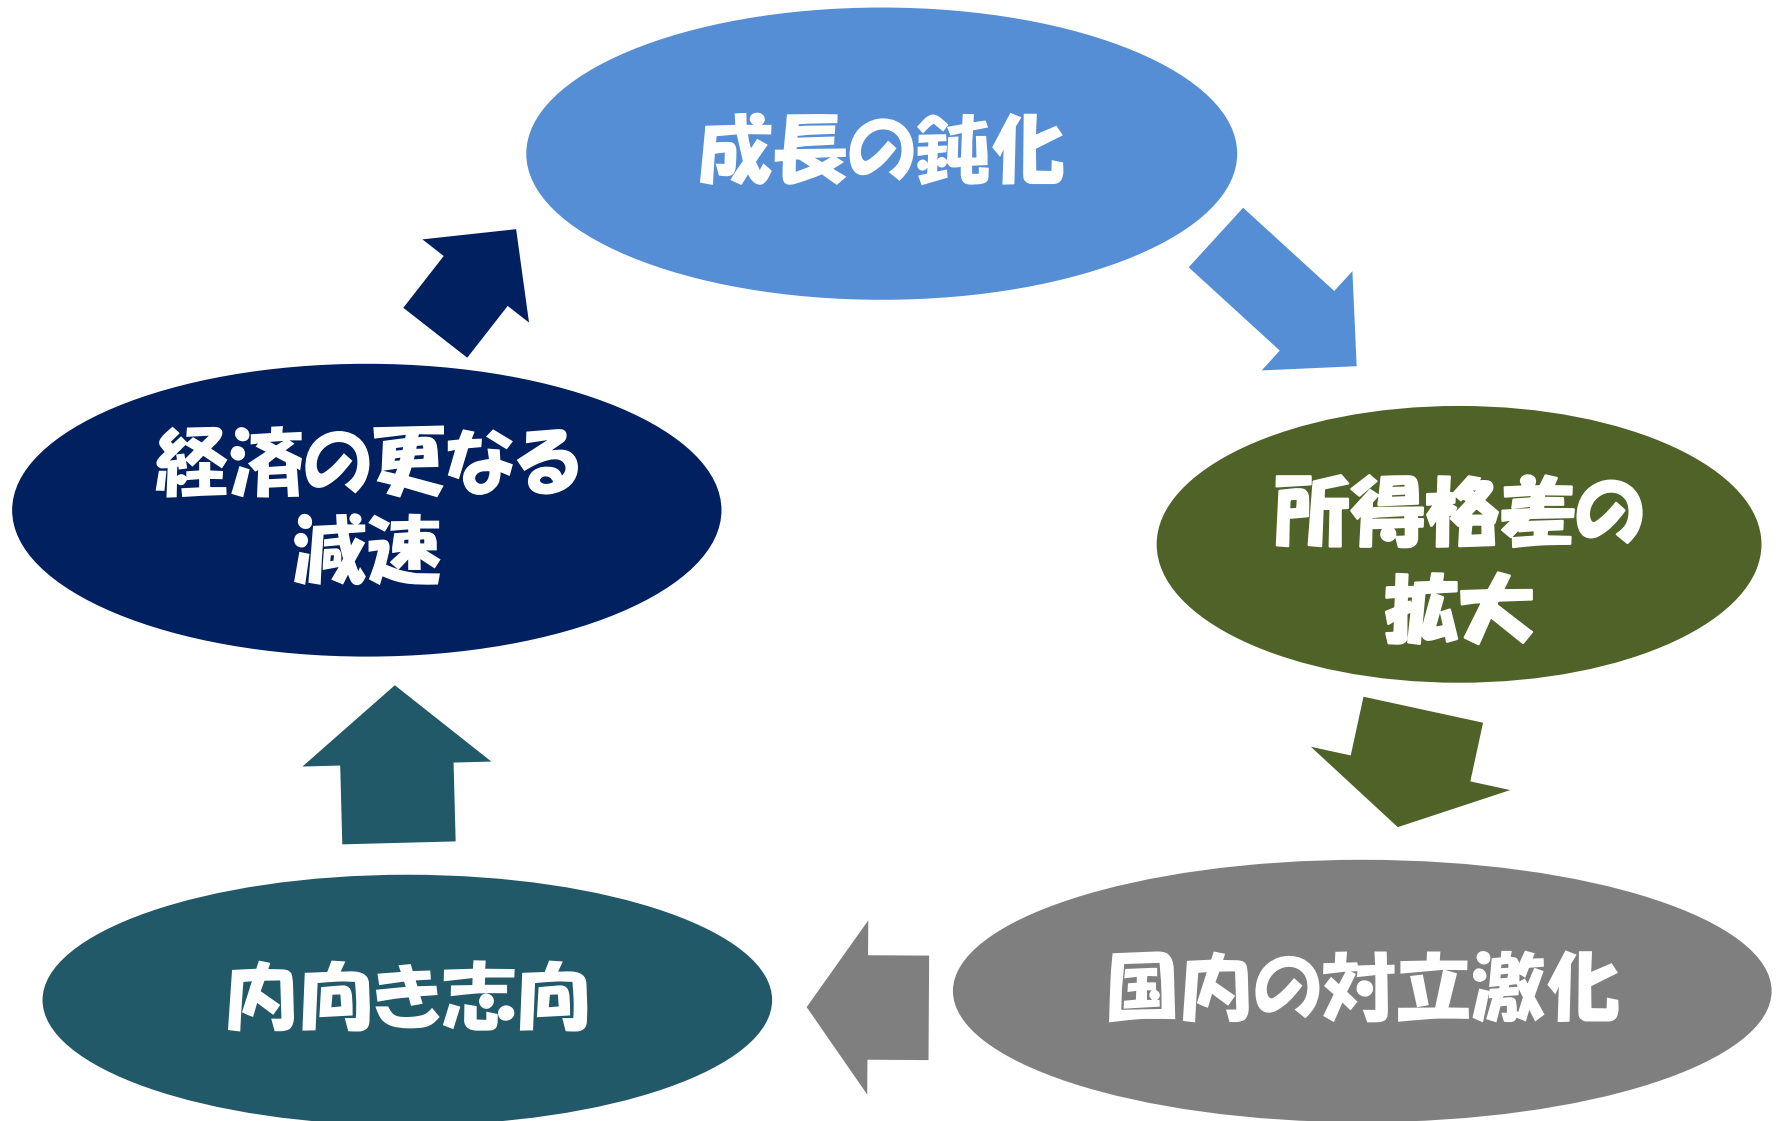 成長の鈍化
所得格差の
拡大
国内の対立激化
内向き志向
経済の更なる
減速